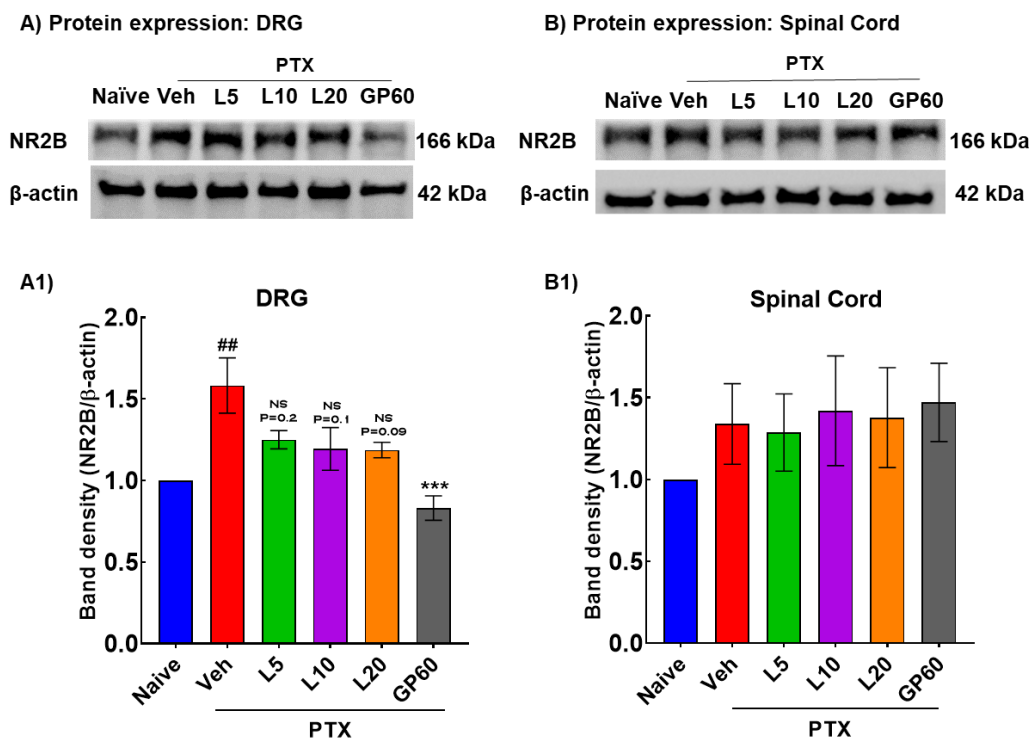 A) Protein expression: DRG
PTX
Naïve Veh L5 L10 L20 GP60
NR2B 166 kDa
β-actin 42 kDa
B) Protein expression: Spinal Cord
PTX
Naïve Veh L5 L10 L20 GP60
NR2B 166 kDa
β-actin 42 kDa
A1)
DRG
Band density (NR2B/β-actin)
2.0
1.5
1.0
0.5
0.0
##
NS
P=0.2
NS
P=0.1
NS
P=0.09
***
Naive Veh L5 L10 L20 GP60
PTX
B1)
Spinal Cord
Band density (NR2B/β-actin)
2.0
1.5
1.0
0.5
0.0
Naive Veh L5 L10 L20 GP60
PTX